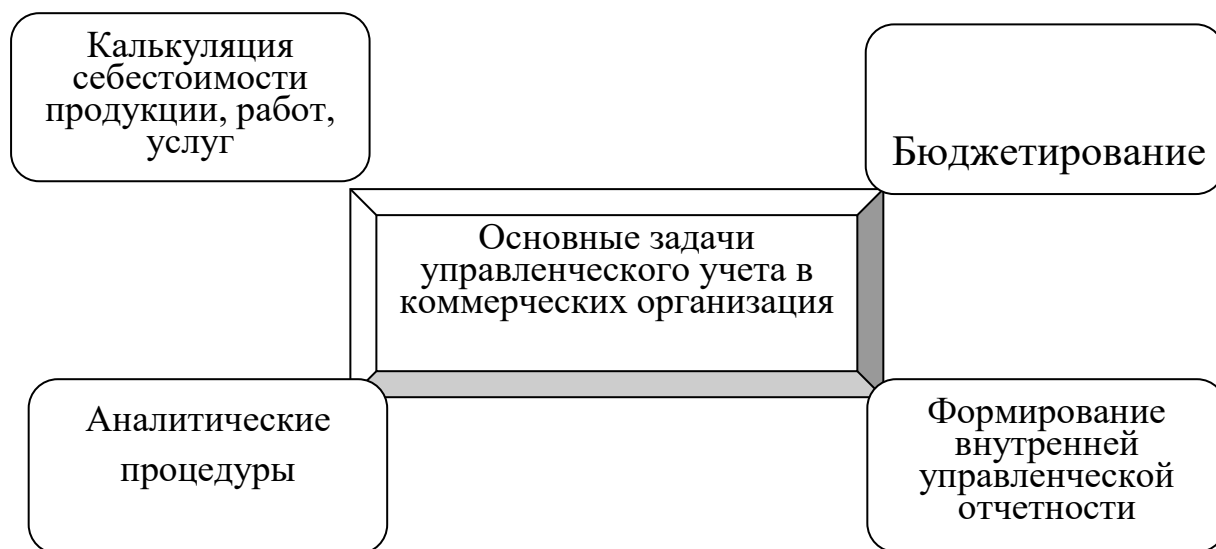 Калькуляция
себестоимости
продукции, работ,
услуг
Бюджетирование
Основные задачи
управленческого учета в
коммерческих организация
Аналитические
процедуры
Формирование
внутренней
управленческой
отчетности